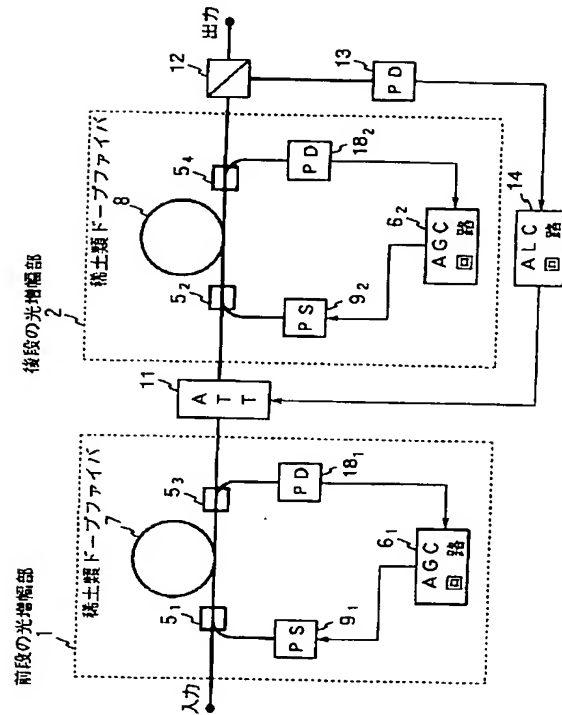 前段の光増幅部
1
稀土類ドープファイバ
7
5₁
5₃
入力
PS
9₁
PD
18₁
AGC
回路
6₁
ATT
11
後段の光増幅部
2
稀土類ドープファイバ
8
5₂
5₄
PS
9₂
PD
18₂
AGC
回路
6₂
12
出力
PD
13
ALC
回路
14